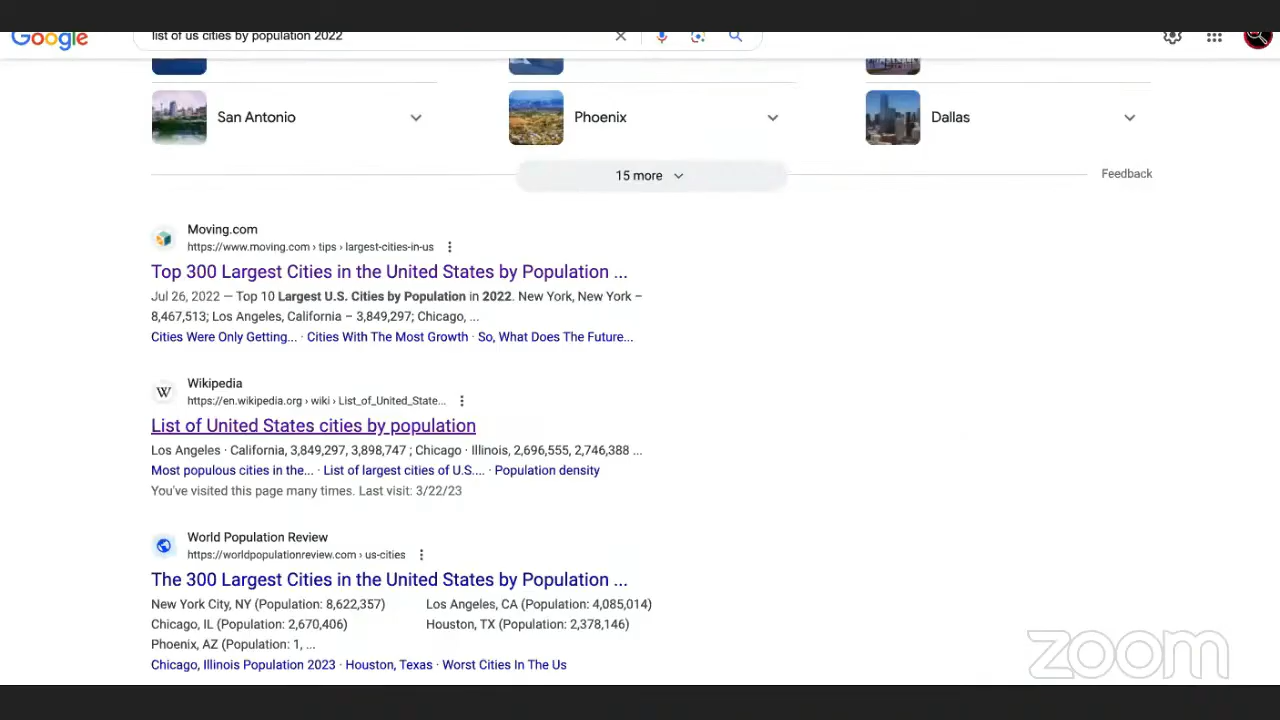 Google
list of us cities by population 2022
San Antonio
Phoenix
Dallas
15 more
Feedback
Moving.com
https://www.moving.com › tips › largest-cities-in-us
Top 300 Largest Cities in the United States by Population ...
Jul 26, 2022 — Top 10 Largest U.S. Cities by Population in 2022. New York, New York –
8,467,513; Los Angeles, California – 3,849,297; Chicago, ...
Cities Were Only Getting... · Cities With The Most Growth · So, What Does The Future...
W
Wikipedia
https://en.wikipedia.org › wiki › List_of_United_State...
List of United States cities by population
Los Angeles · California, 3,849,297, 3,898,747 ; Chicago · Illinois, 2,696,555, 2,746,388 ...
Most populous cities in the... · List of largest cities of U.S.... · Population density
You've visited this page many times. Last visit: 3/22/23
World Population Review
https://worldpopulationreview.com › us-cities
The 300 Largest Cities in the United States by Population ...
New York City, NY (Population: 8,622,357) Los Angeles, CA (Population: 4,085,014)
Chicago, IL (Population: 2,670,406) Houston, TX (Population: 2,378,146)
Phoenix, AZ (Population: 1, ...
Chicago, Illinois Population 2023 · Houston, Texas · Worst Cities In The Us
zoom